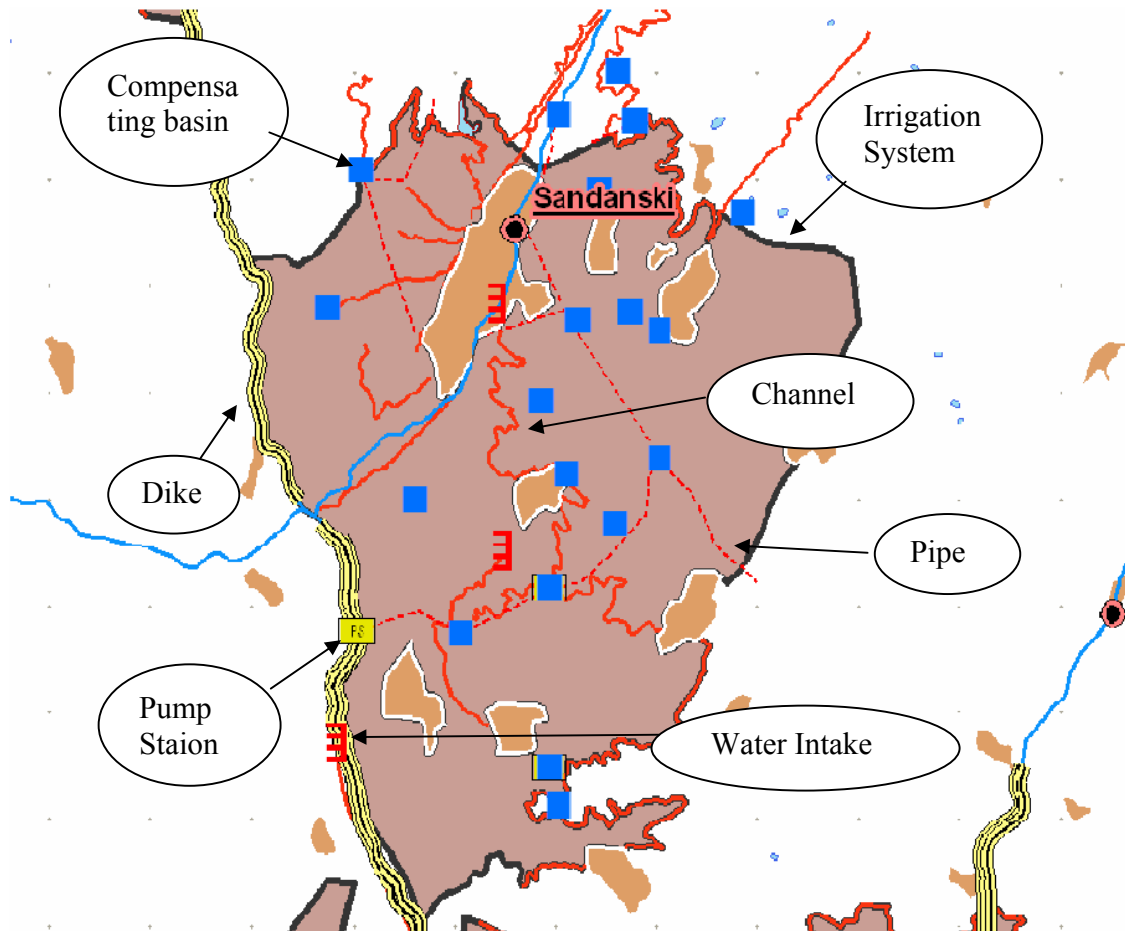 Compensa
ting basin
Irrigation
System
Sandanski
Channel
Dike
Pipe
PS
Pump
Staion
Water Intake